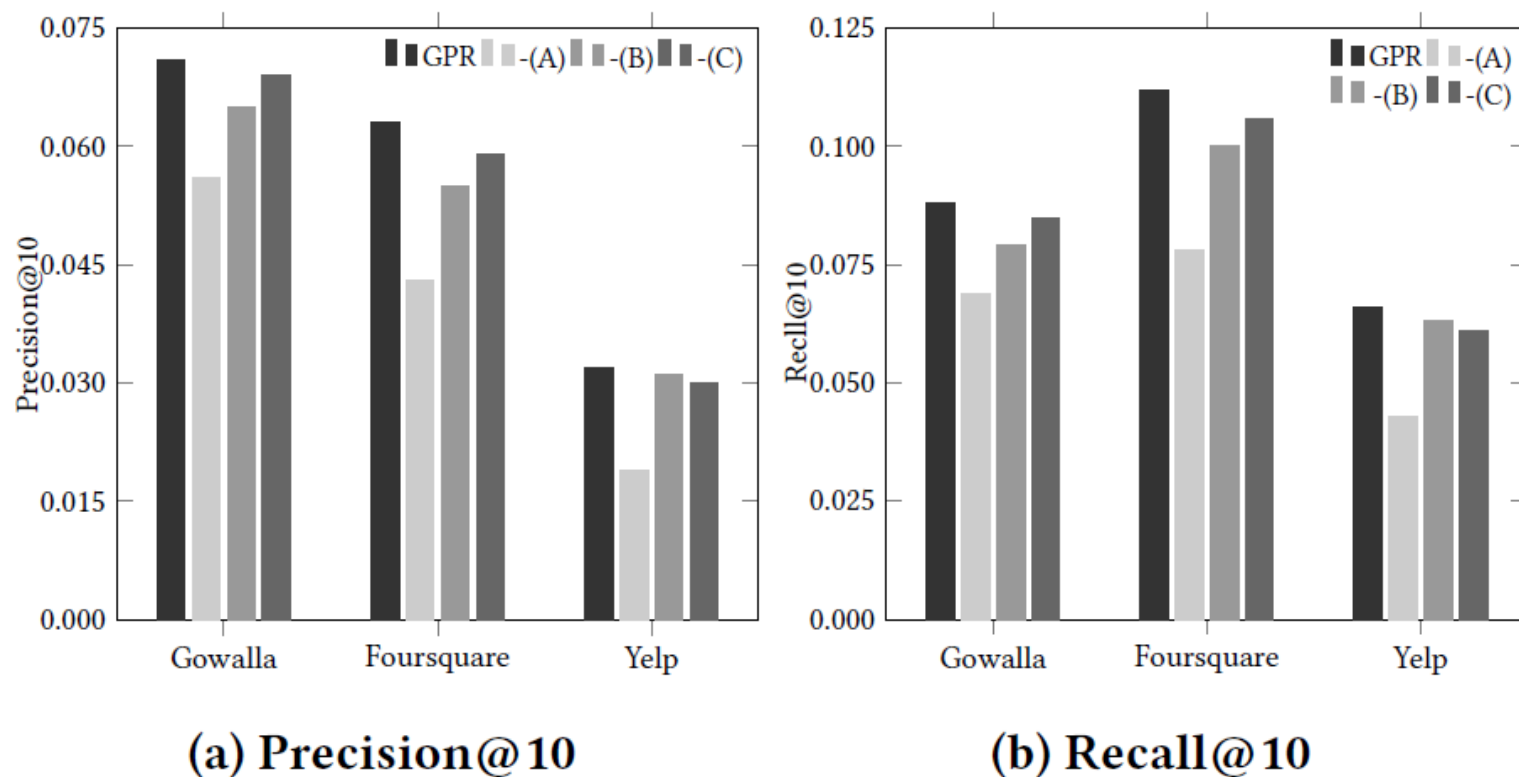 0.075
GPR -(A) -(B) -(C)
0.060
0.045
0.030
0.015
0.000
Precision@10
Gowalla Foursquare Yelp
(a) Precision@10
0.125
GPR -(A)
-(B) -(C)
0.100
0.075
0.050
0.025
0.000
Recll@10
Gowalla Foursquare Yelp
(b) Recall@10